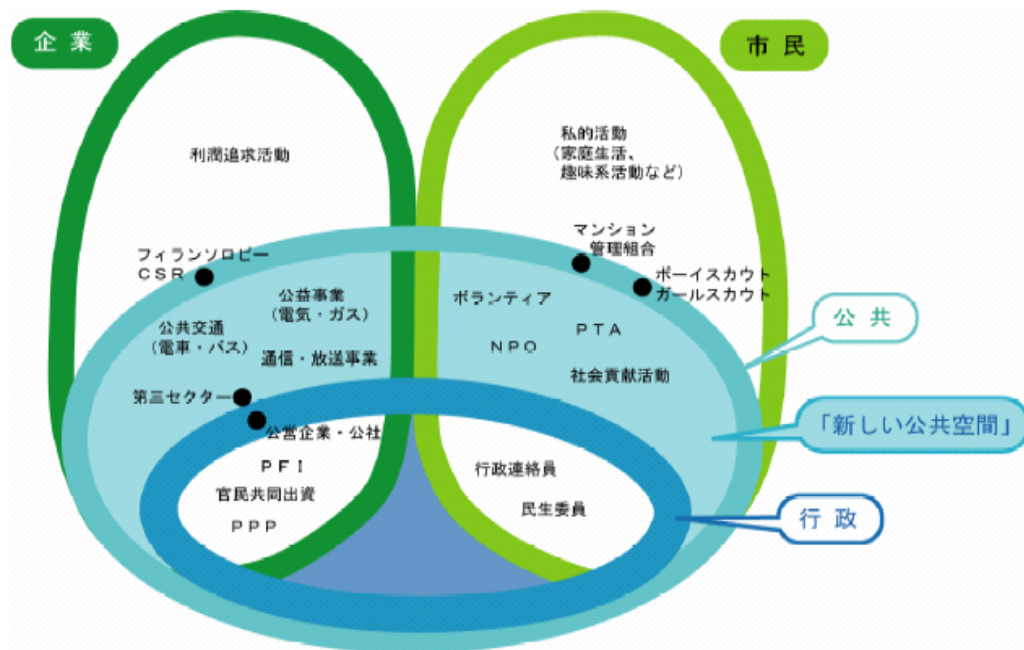 企業
市民
利潤追求活動
私的活動
(家庭生活、
趣味系活動など)
フィランソロピー
CSR
マンション
管理組合
ボーイスカウト
ガールスカウト
公益事業
(電気・ガス)
公共交通
(電車・バス)
通信・放送事業
ボランティア
PTA
NPO
社会貢献活動
公共
「新しい公共空間」
第三セクター
公営企業・公社
PFI
官民共同出資
PPP
行政連絡員
民生委員
行政